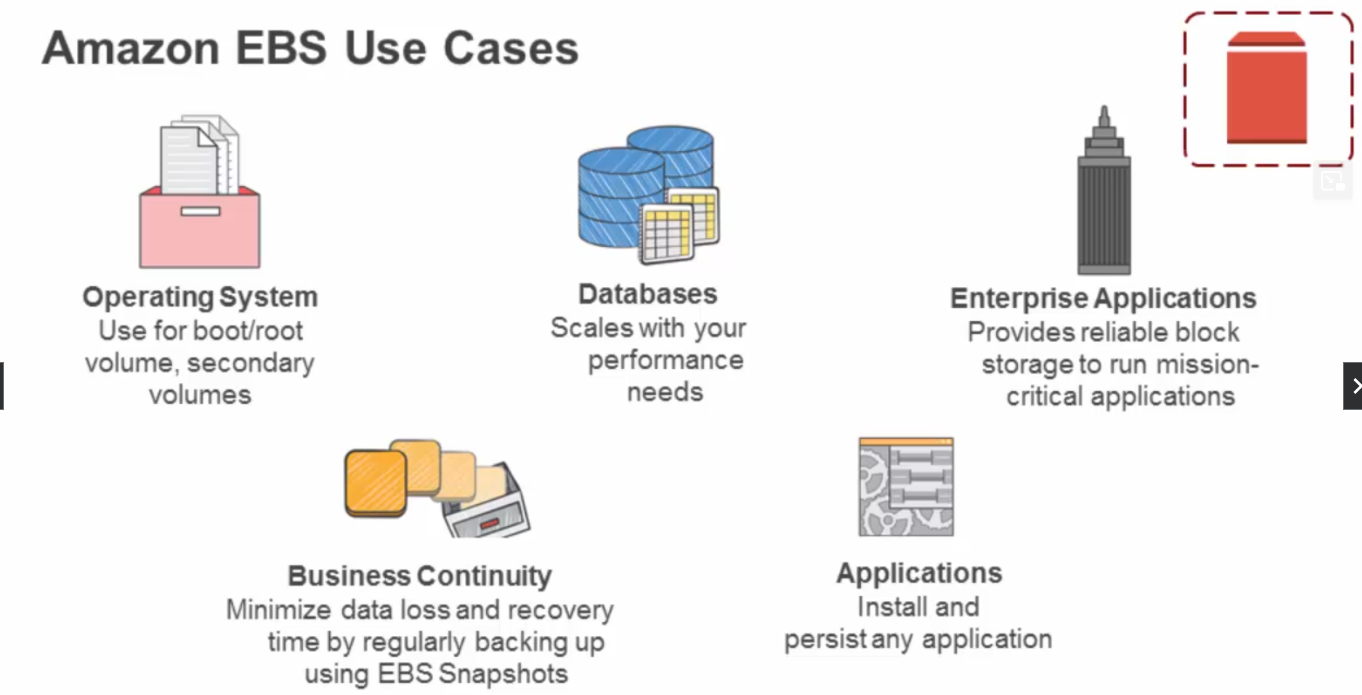 Amazon EBS Use Cases
Operating System
Use for boot/root
volume, secondary
volumes
Databases
Scales with your
performance
needs
Enterprise Applications
Provides reliable block
storage to run mission-
critical applications
Business Continuity
Minimize data loss and recovery
time by regularly backing up
using EBS Snapshots
Applications
Install and
persist any application